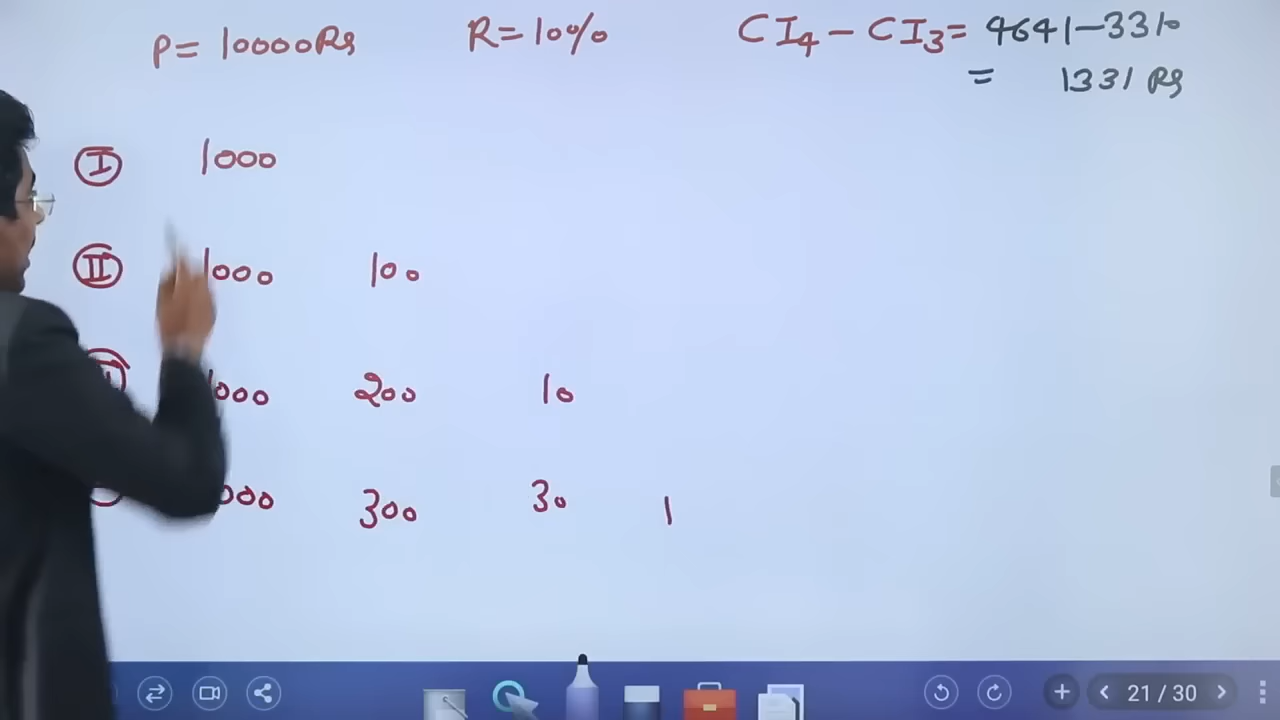 P= 10000Rs R=10% CI4 - CI3 = 4641-3310
= 1331 Rs
I 1000
II 1000 100
1000 200 10
000 300 30 1
21 / 30